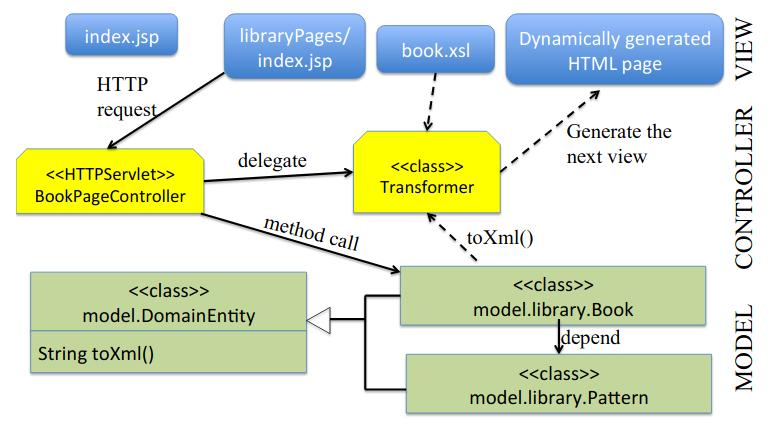 index.jsp
libraryPages/
index.jsp
book.xsl
Dynamically generated
HTML page
VIEW
HTTP
request
<<HTTPServlet>>
BookPageController
delegate
<<class>>
Transformer
Generate the
next view
CONTROLLER
method call
toXml()
<<class>>
model.DomainEntity
String toXml()
<<class>>
model.library.Book
depend
<<class>>
model.library.Pattern
MODEL